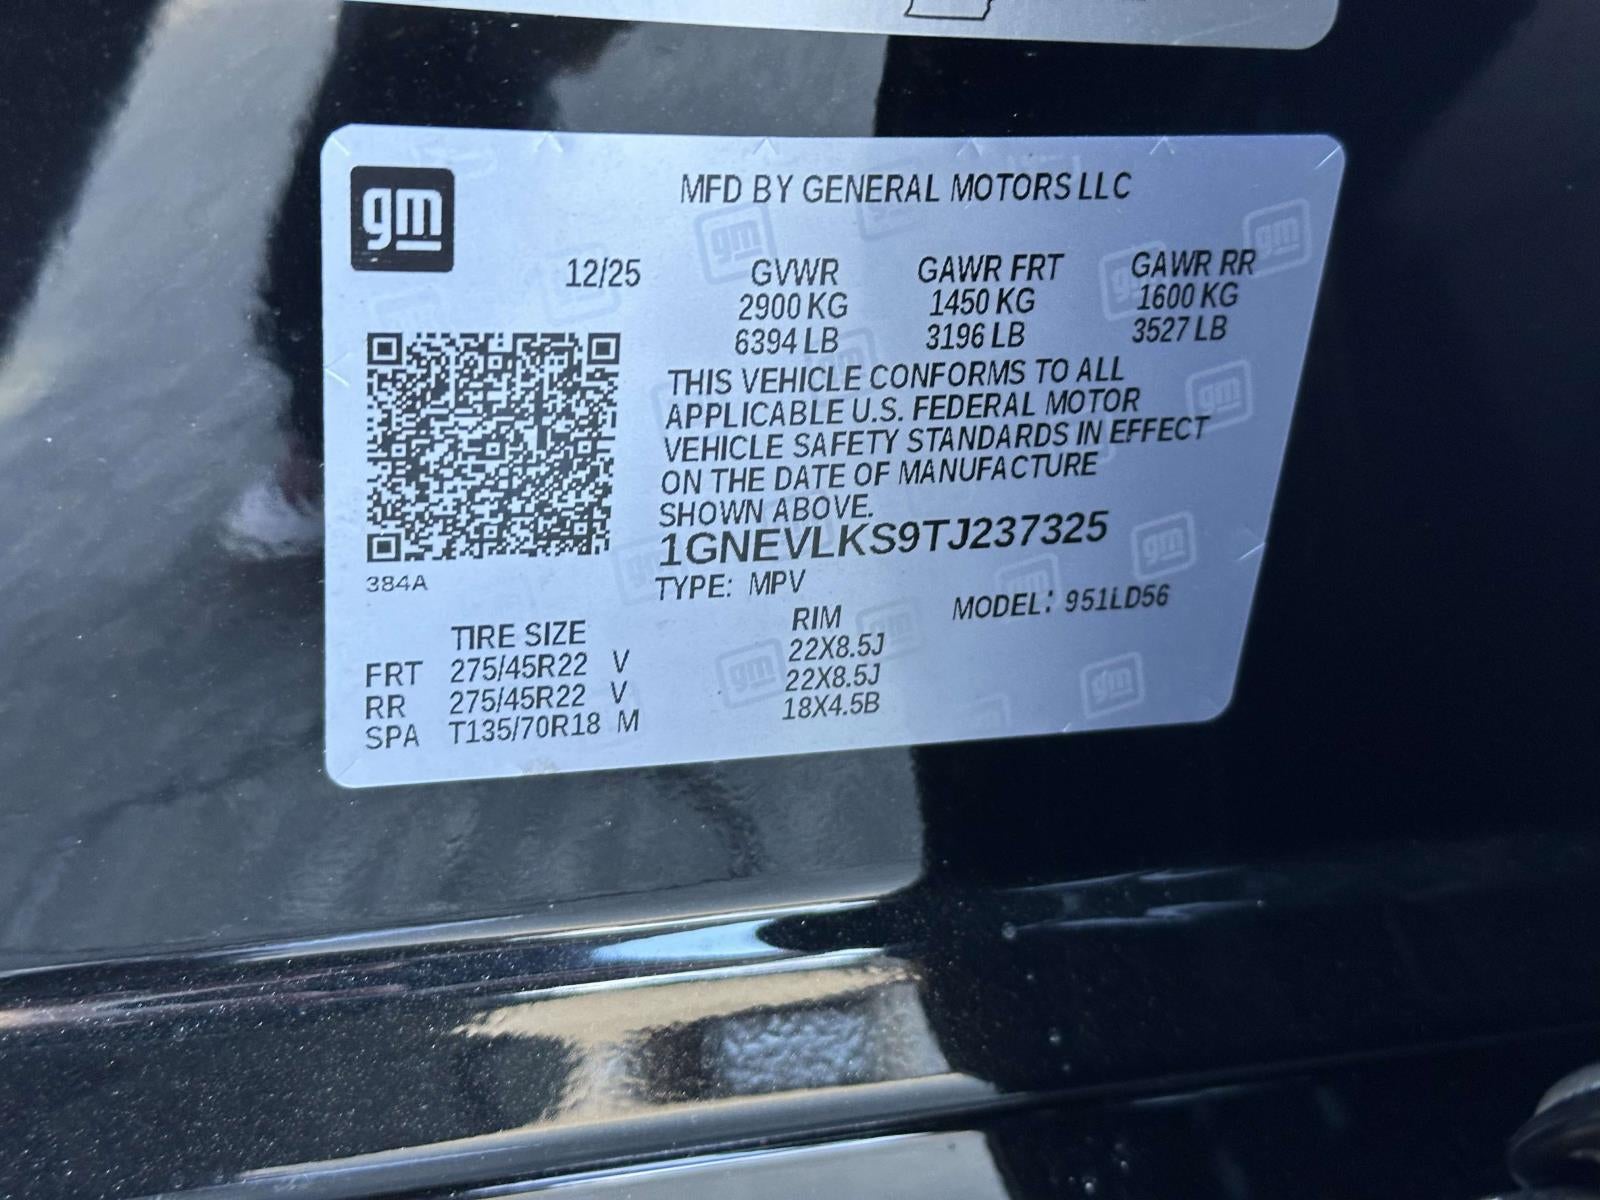 gm
MFD BY GENERAL MOTORS LLC
12/25 GVWR GAWR FRT GAWR RR
2900 KG 1450 KG 1600 KG
6394 LB 3196 LB 3527 LB
THIS VEHICLE CONFORMS TO ALL
APPLICABLE U.S. FEDERAL MOTOR
VEHICLE SAFETY STANDARDS IN EFFECT
ON THE DATE OF MANUFACTURE
SHOWN ABOVE.
1GNEVLKS9TJ237325
384A
TYPE: MPV MODEL: 951LD56
TIRE SIZE RIM
FRT 275/45R22 V 22X8.5J
RR 275/45R22 V 22X8.5J
SPA T135/70R18 M 18X4.5B